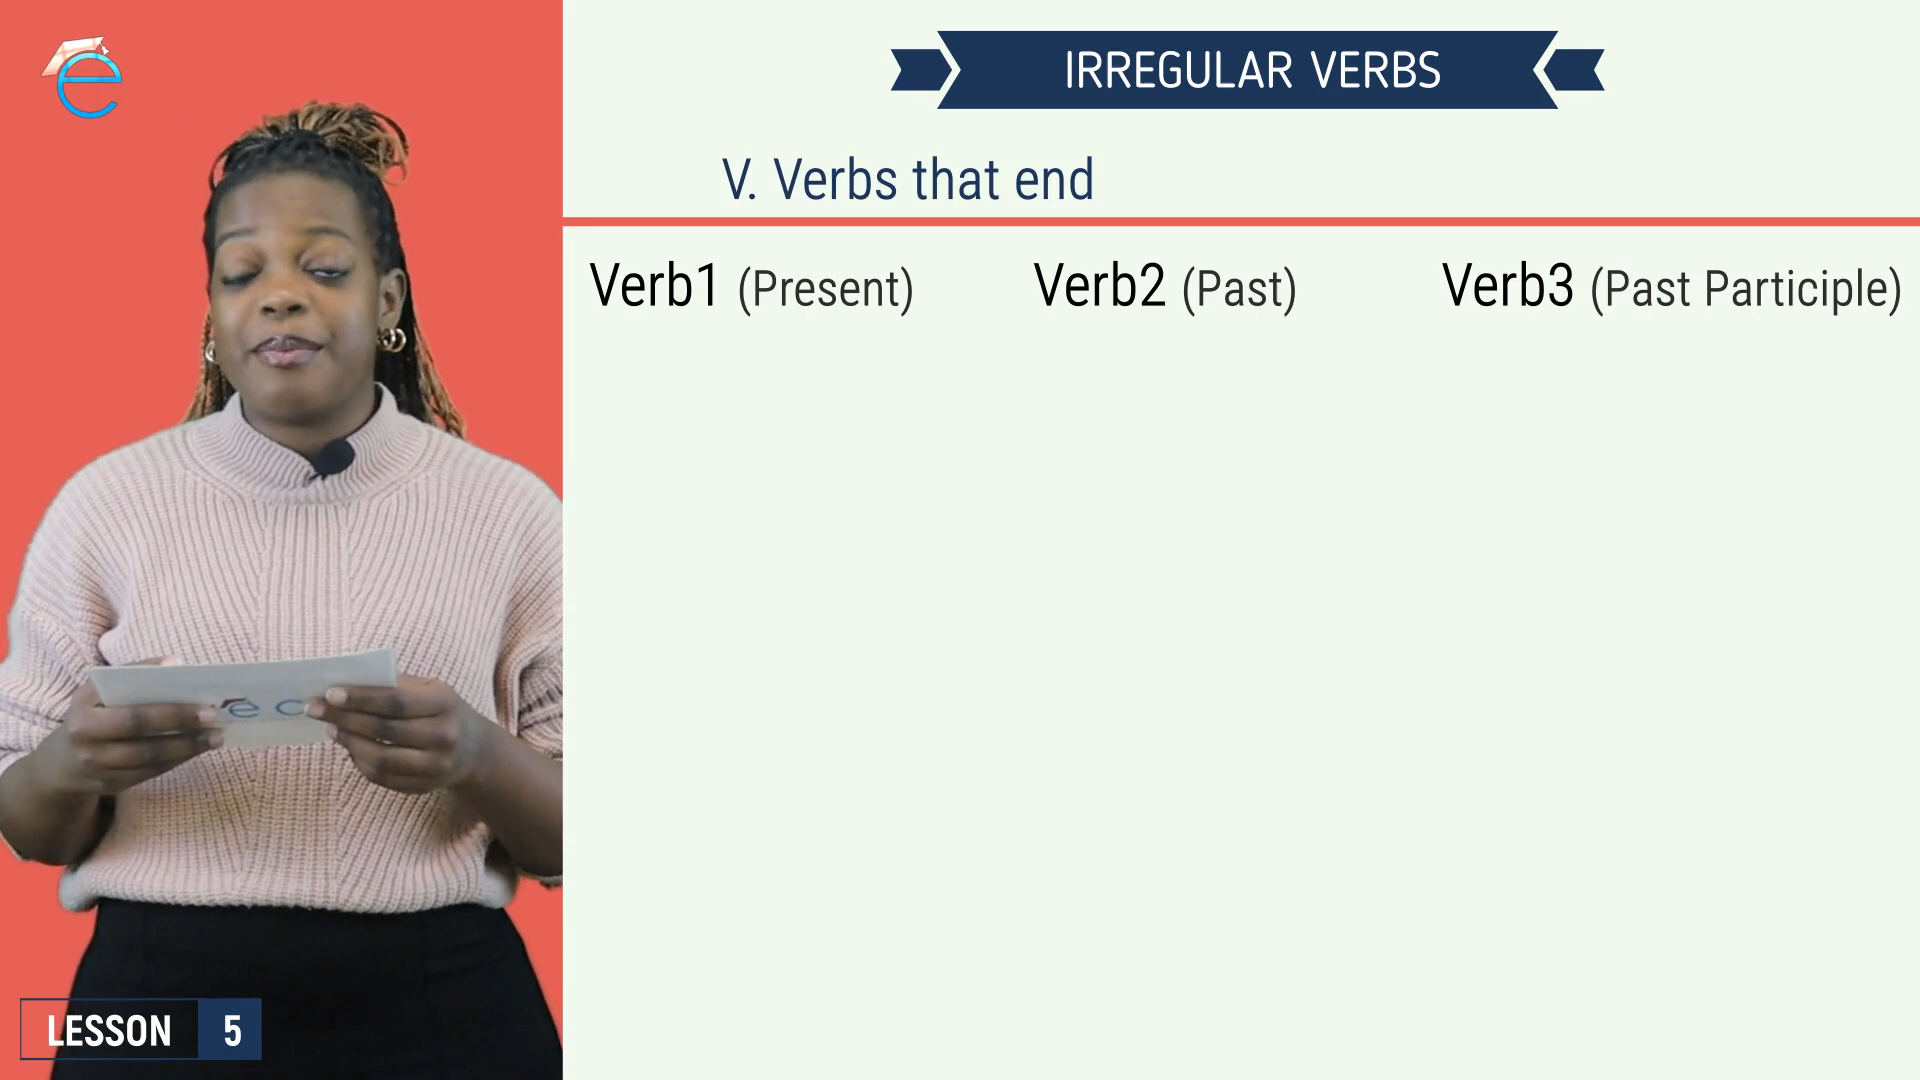 IRREGULAR VERBS
V. Verbs that end
Verb1 (Present) Verb2 (Past) Verb3 (Past Participle)
e c
LESSON 5